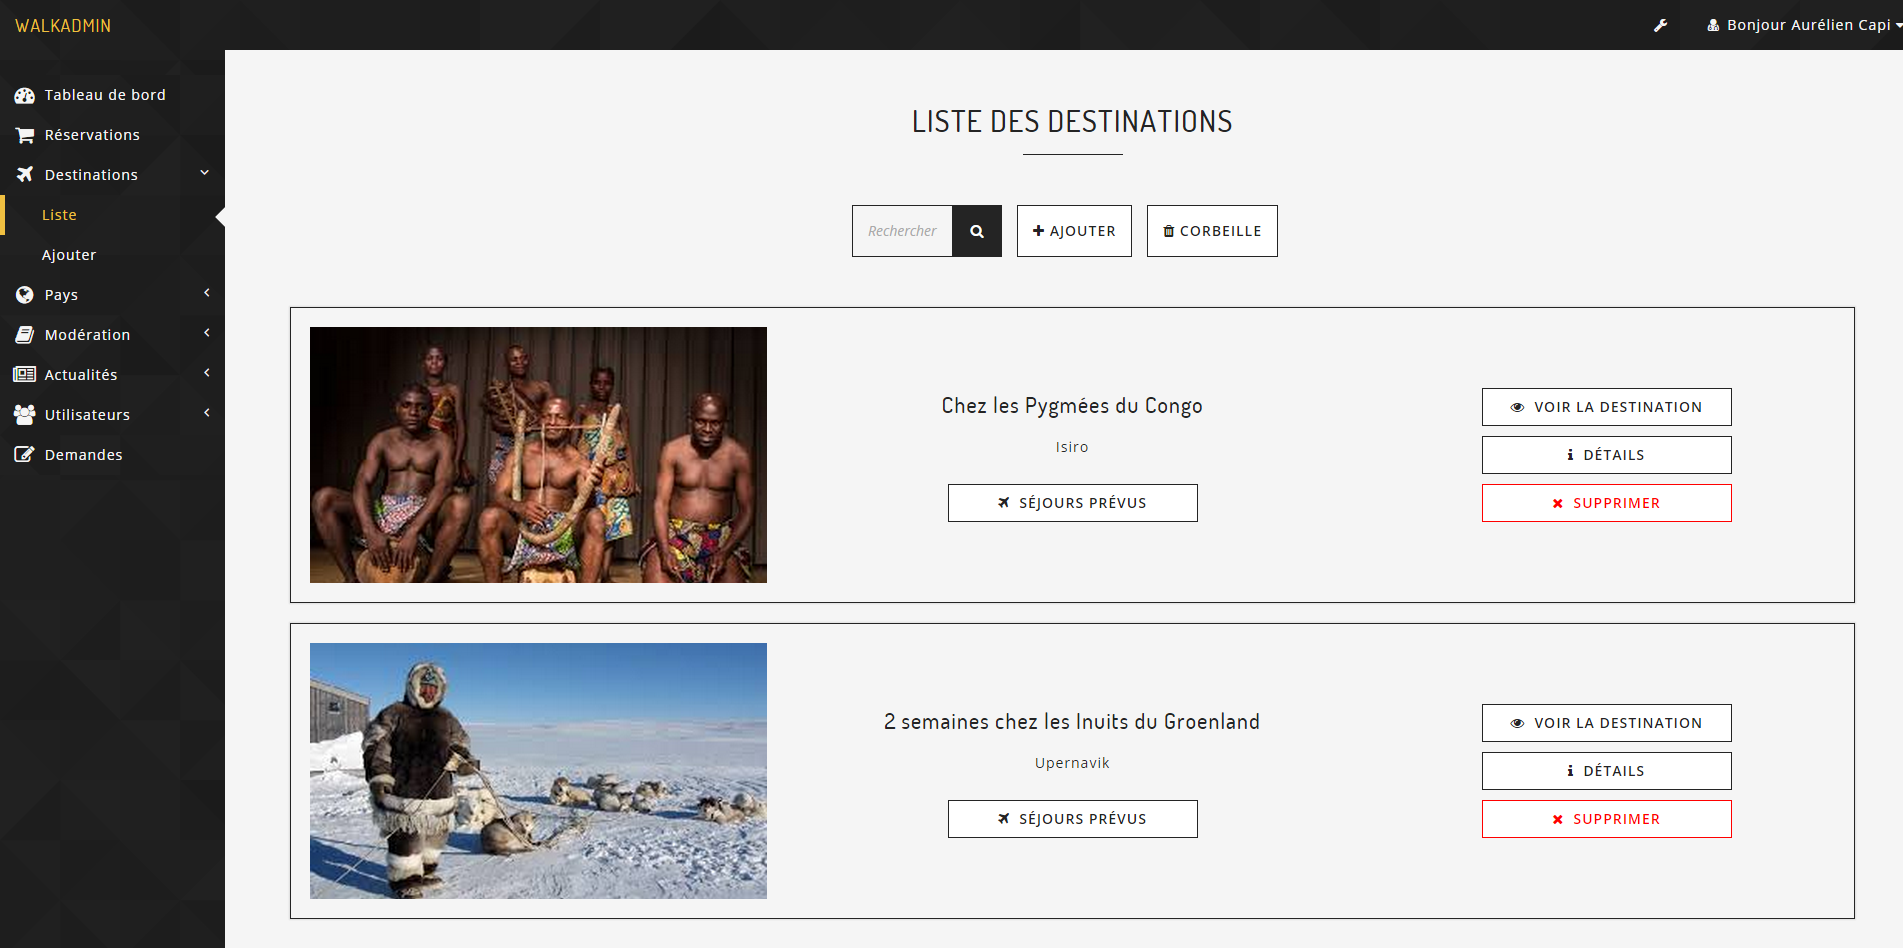 WALKADMIN
Bonjour Aurélien Capi
Tableau de bord
Réservations
Destinations
Liste
Ajouter
Pays
Modération
Actualités
Utilisateurs
Demandes
LISTE DES DESTINATIONS
Rechercher
AJOUTER
CORBEILLE
Chez les Pygmées du Congo
Isiro
SÉJOURS PRÉVUS
VOIR LA DESTINATION
DÉTAILS
SUPPRIMER
2 semaines chez les Inuits du Groenland
Upernavik
SÉJOURS PRÉVUS
VOIR LA DESTINATION
DÉTAILS
SUPPRIMER